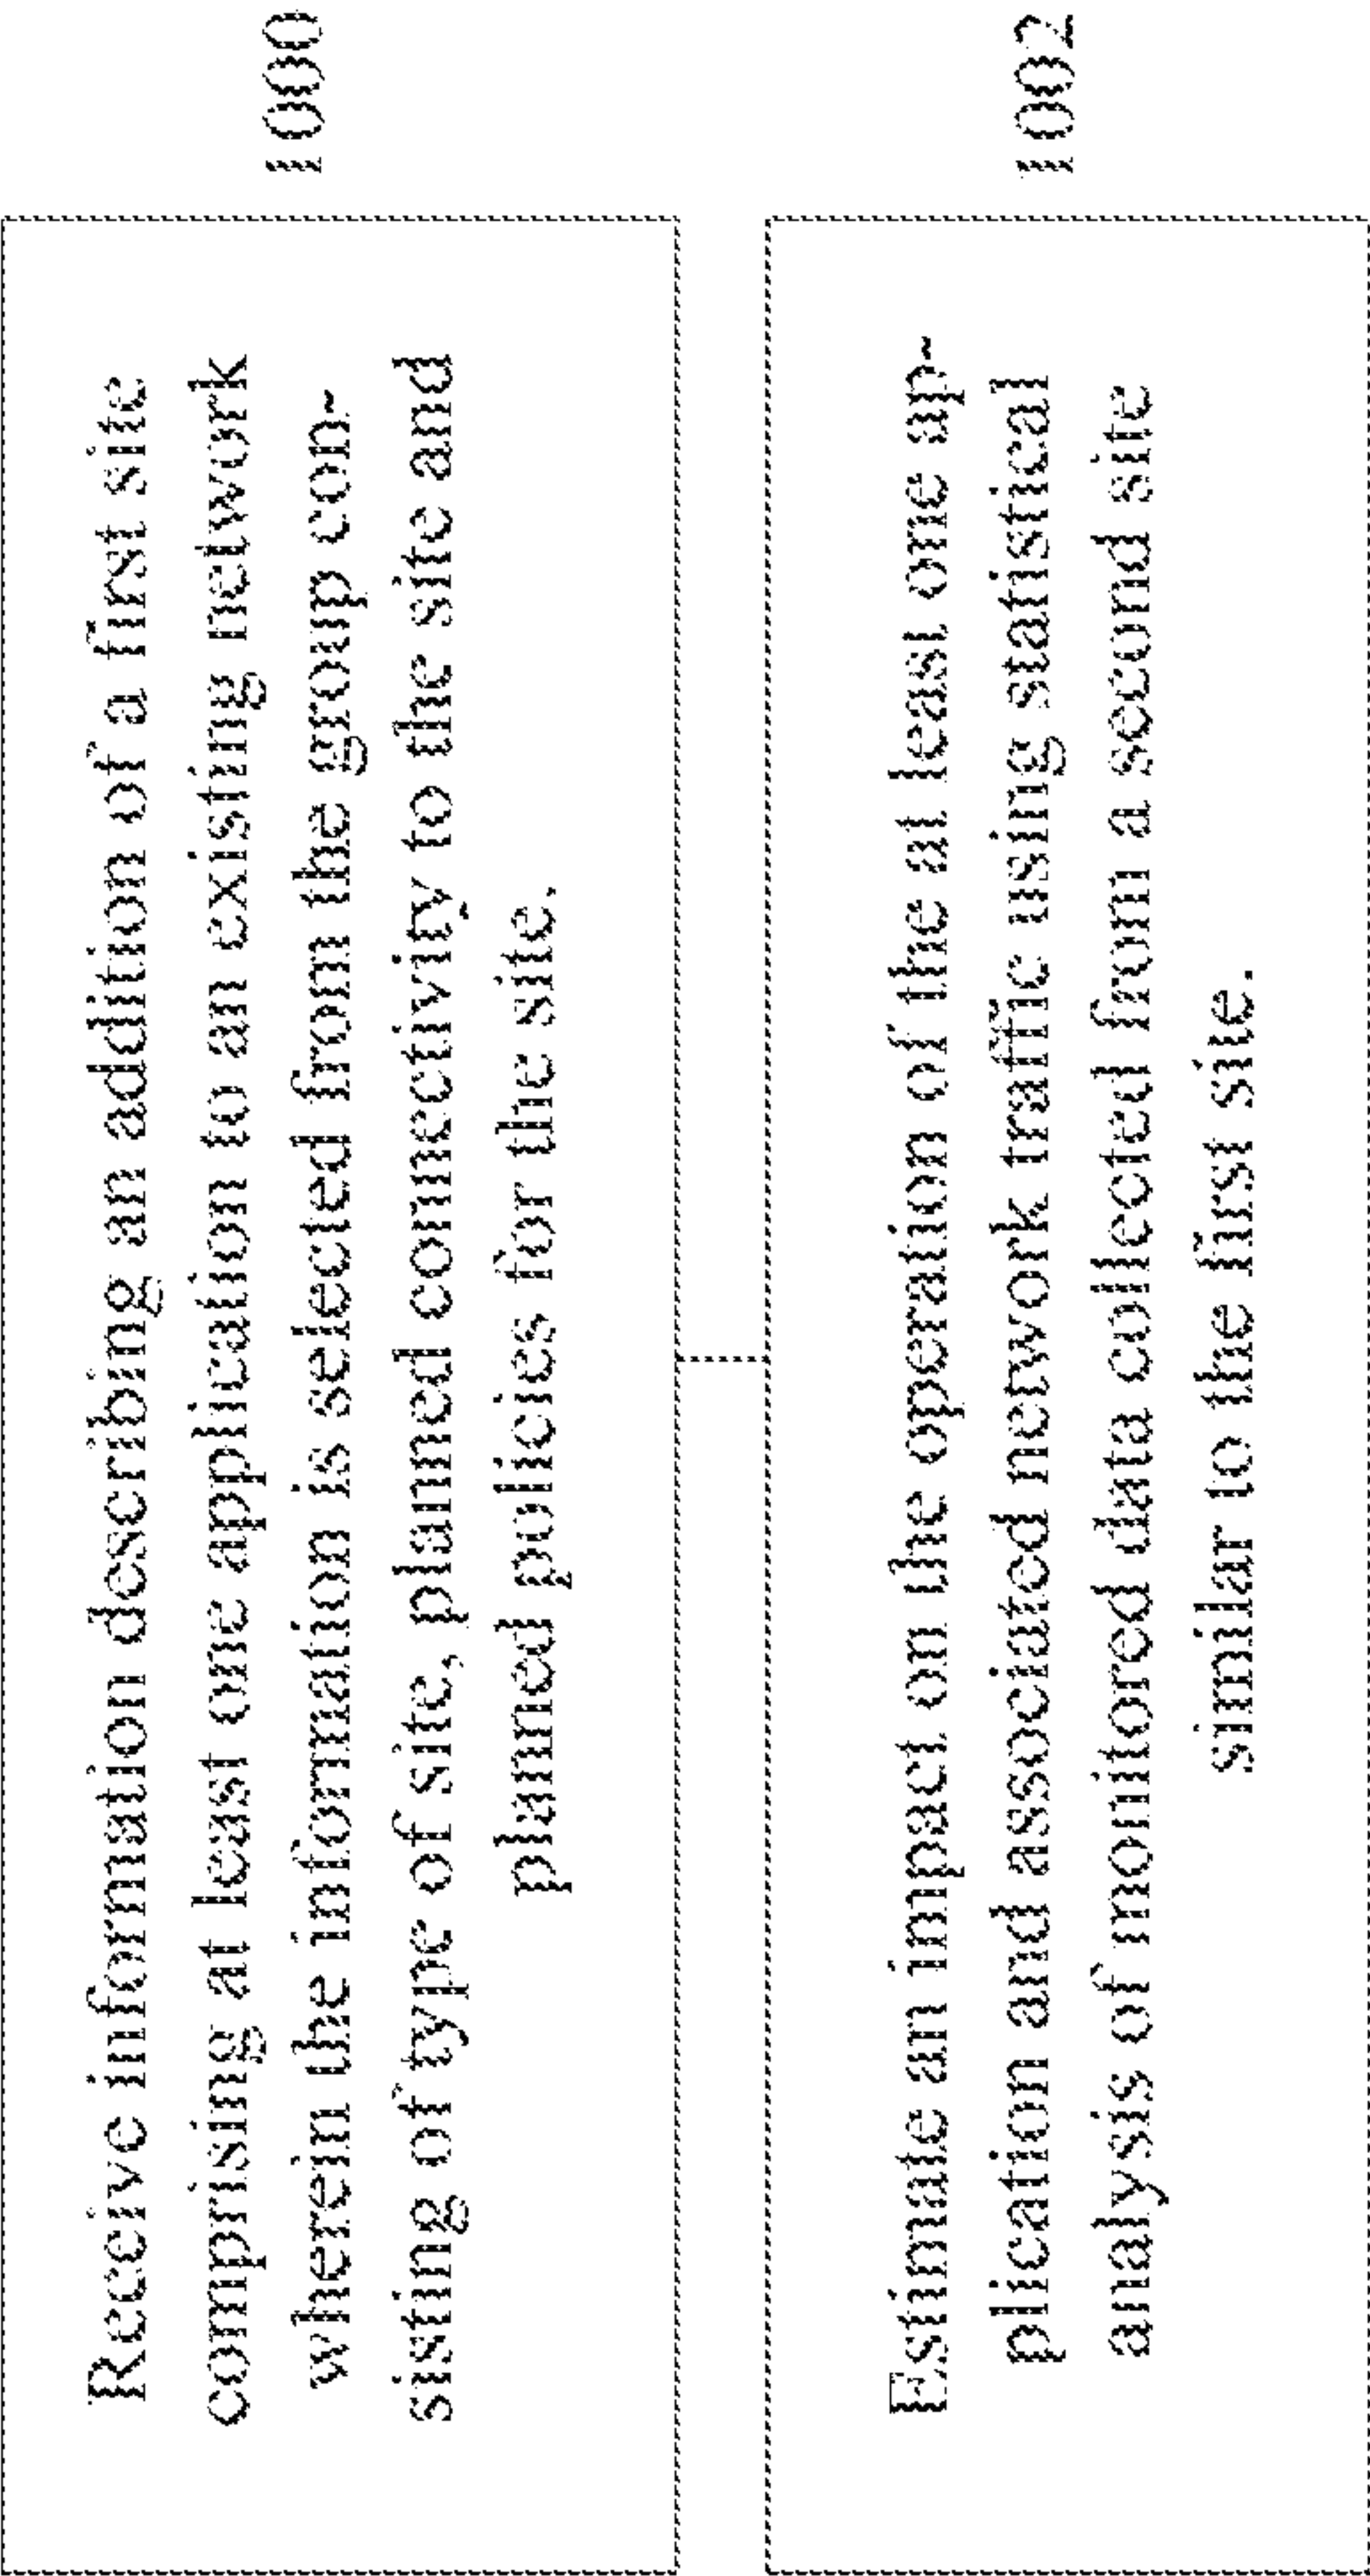 Receive information describing an addition of a first site
comprising at least one application to an existing network
wherein the information is selected from the group con-
sisting of type of site, planned connectivity to the site and
planned policies for the site.
1000
Estimate an impact on the operation of the at least one ap-
plication and associated network traffic using statistical
analysis of monitored data collected from a second site
similar to the first site.
1002